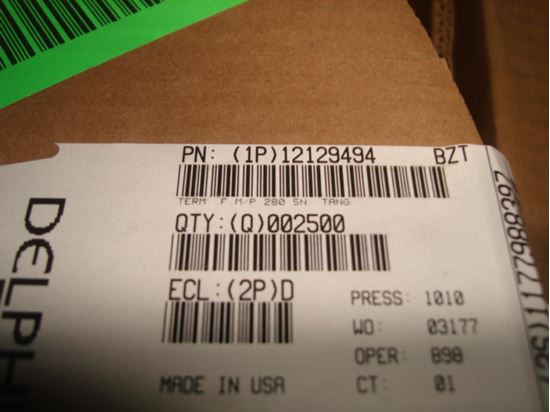 PN: (1P)12129494 BZT
TERM F M/P 280 SN TANG
QTY:(Q)002500
ECL:(2P)D
PRESS: 1010
WO: 03177
OPER: 898
MADE IN USA
CT: 01
DELPH